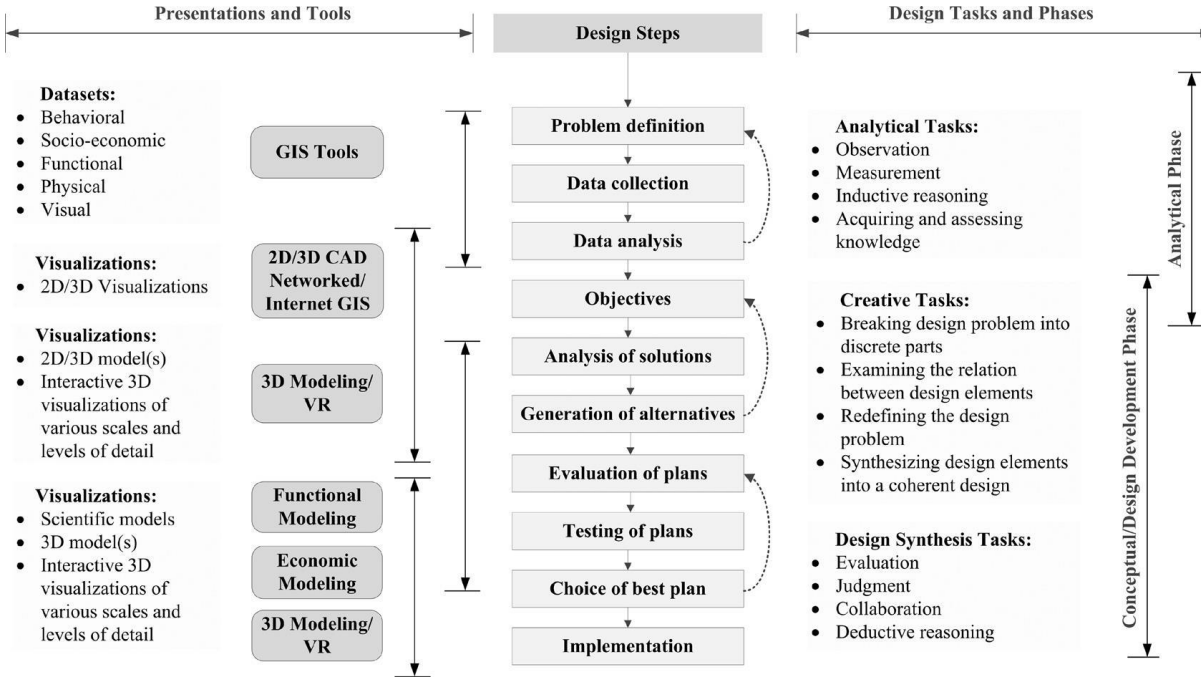 Presentations and Tools
Datasets:
• Behavioral
• Socio-economic
• Functional
• Physical
• Visual
Visualizations:
• 2D/3D Visualizations
Visualizations:
• 2D/3D model(s)
• Interactive 3D
visualizations of
various scales and
levels of detail
Visualizations:
• Scientific models
• 3D model(s)
• Interactive 3D
visualizations of
various scales and
levels of detail
GIS Tools
2D/3D CAD
Networked/
Internet GIS
3D Modeling/
VR
Functional
Modeling
Economic
Modeling
3D Modeling/
VR
Design Steps
Problem definition
Data collection
Data analysis
Objectives
Analysis of solutions
Generation of alternatives
Evaluation of plans
Testing of plans
Choice of best plan
Implementation
Design Tasks and Phases
Analytical Tasks:
• Observation
• Measurement
• Inductive reasoning
• Acquiring and assessing
knowledge
Creative Tasks:
• Breaking design problem into
discrete parts
• Examining the relation
between design elements
• Redefining the design
problem
• Synthesizing design elements
into a coherent design
Design Synthesis Tasks:
• Evaluation
• Judgment
• Collaboration
• Deductive reasoning
Analytical Phase
Conceptual/Design Development Phase